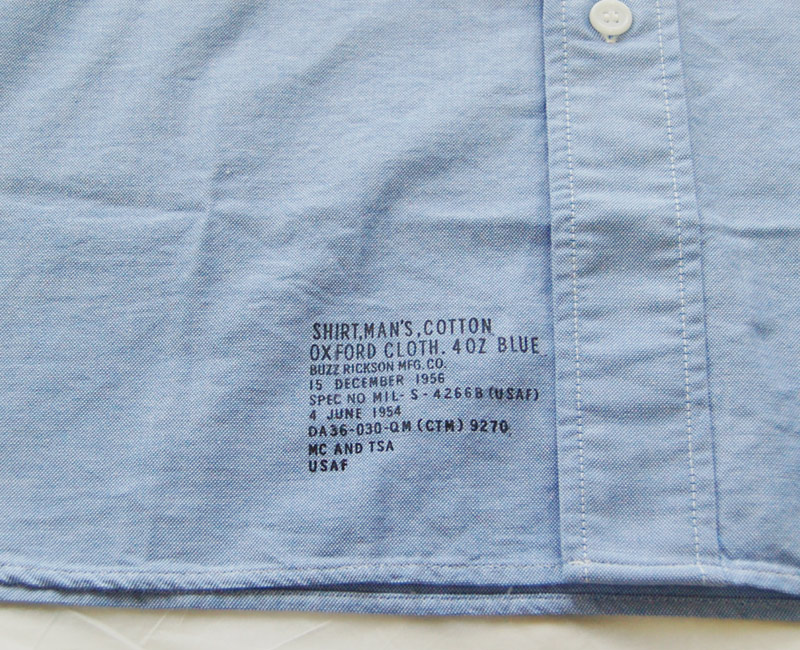 SHIRT,MAN'S,COTTON
OXFORD CLOTH. 4OZ BLUE
BUZZ RICKSON MFG.CO.
15 DECEMBER 1956
SPEC NO MIL-S-4266B(USAF)
4 JUNE 1954
DA36-030-QM(CTM)9270
MC AND TSA
USAF